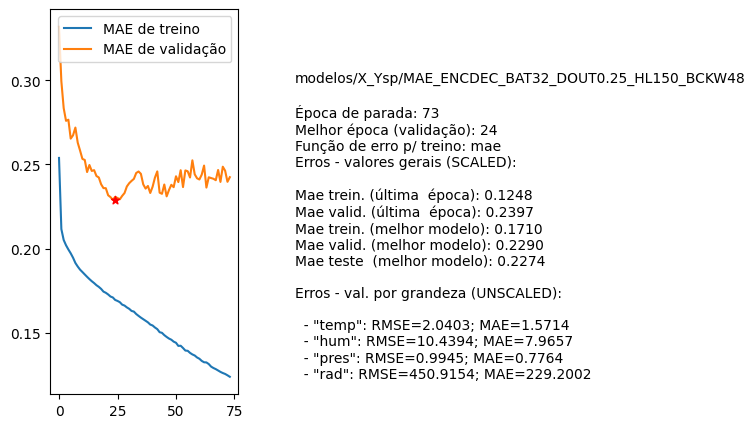 MAE de treino
MAE de validação
0.30
0.25
0.20
0.15
0
25
50
75
modelos/X_Ysp/MAE_ENCDEC_BAT32_DOUT0.25_HL150_BCKW48
Época de parada: 73
Melhor época (validação): 24
Função de erro p/ treino: mae
Erros - valores gerais (SCALED):
Mae trein. (última  época): 0.1248
Mae valid. (última  época): 0.2397
Mae trein. (melhor modelo): 0.1710
Mae valid. (melhor modelo): 0.2290
Mae teste  (melhor modelo): 0.2274
Erros - val. por grandeza (UNSCALED):
- "temp": RMSE=2.0403; MAE=1.5714
- "hum": RMSE=10.4394; MAE=7.9657
- "pres": RMSE=0.9945; MAE=0.7764
- "rad": RMSE=450.9154; MAE=229.2002